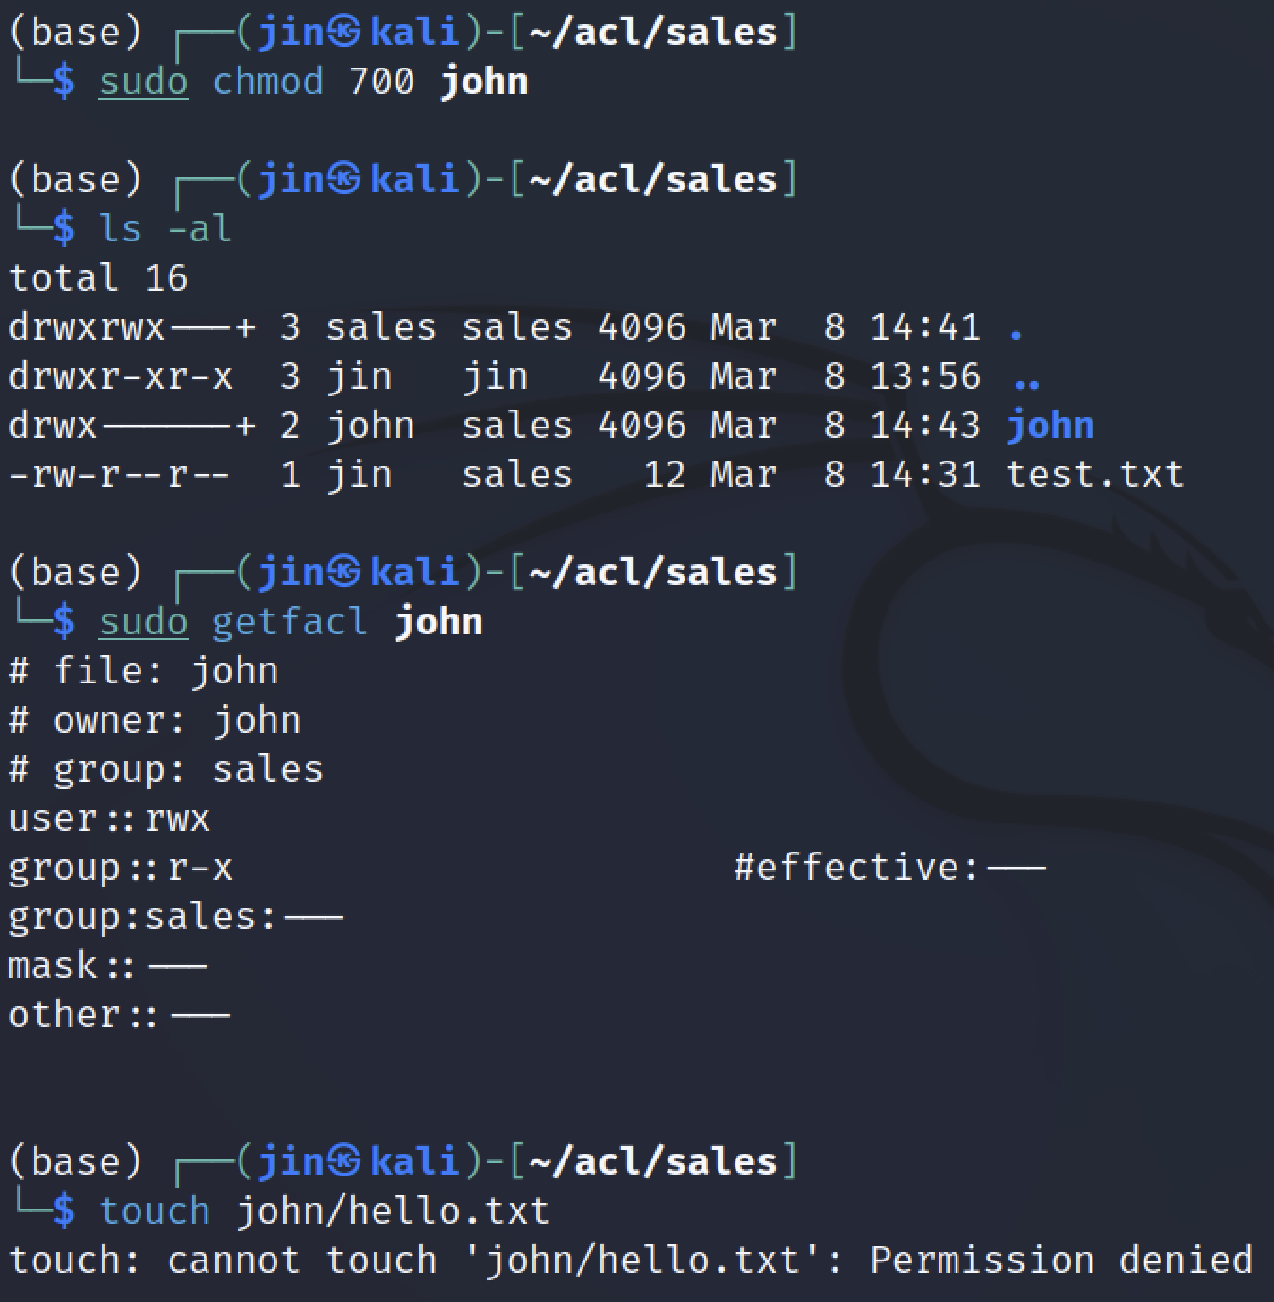 (base) ┌──(jin㉿kali)-[~/acl/sales]
└─$ sudo chmod 700 john
(base) ┌──(jin㉿kali)-[~/acl/sales]
└─$ ls -al
total 16
drwxrwx---+ 3 sales sales 4096 Mar  8 14:41 .
drwxr-xr-x  3 jin   jin   4096 Mar  8 13:56 ..
drwx------+ 2 john  sales 4096 Mar  8 14:43 john
-rw-r--r--  1 jin   sales   12 Mar  8 14:31 test.txt
(base) ┌──(jin㉿kali)-[~/acl/sales]
└─$ sudo getfacl john
# file: john
# owner: john
# group: sales
user::rwx
group::r-x                      #effective:---
group:sales:---
mask::---
other::---
(base) ┌──(jin㉿kali)-[~/acl/sales]
└─$ touch john/hello.txt
touch: cannot touch 'john/hello.txt': Permission denied